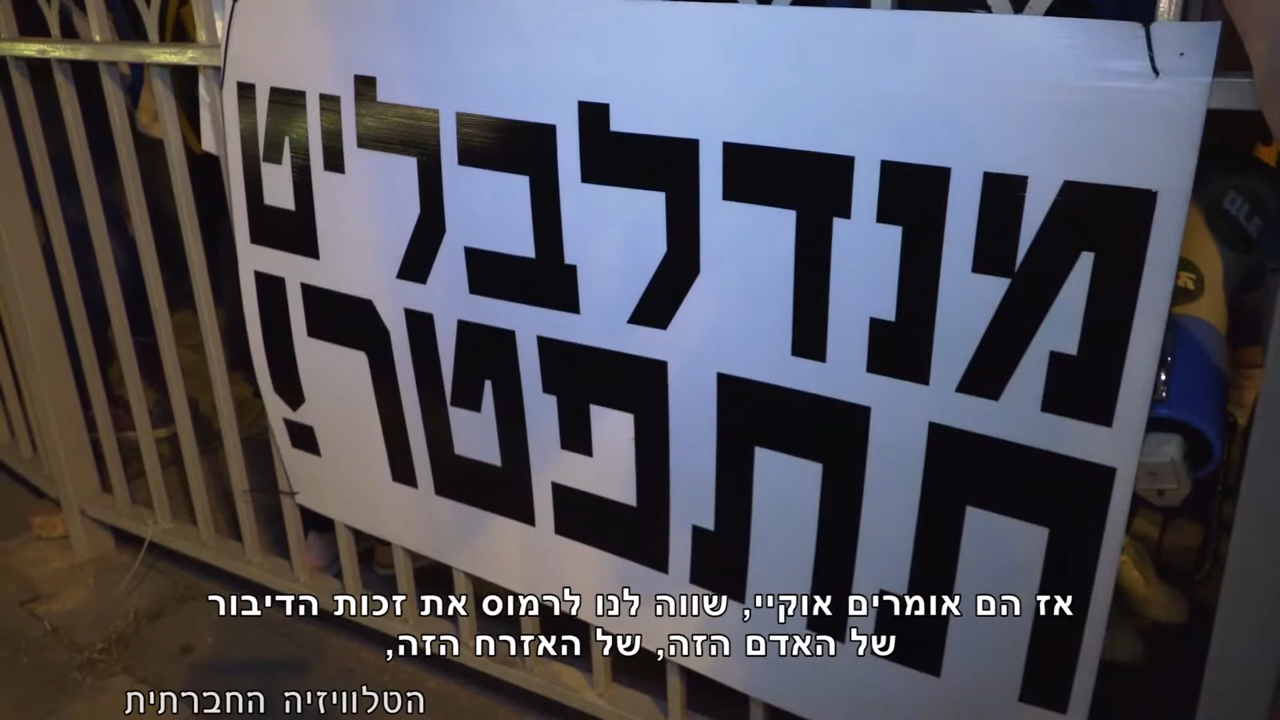 מנדלבליט
חתפטר!
אז הם אומרים אוקיי, שווה לנו לרמוס את זכות הדיבור
של האדם הזה, של האזרח הזה,
הטלוויזיה החברתית